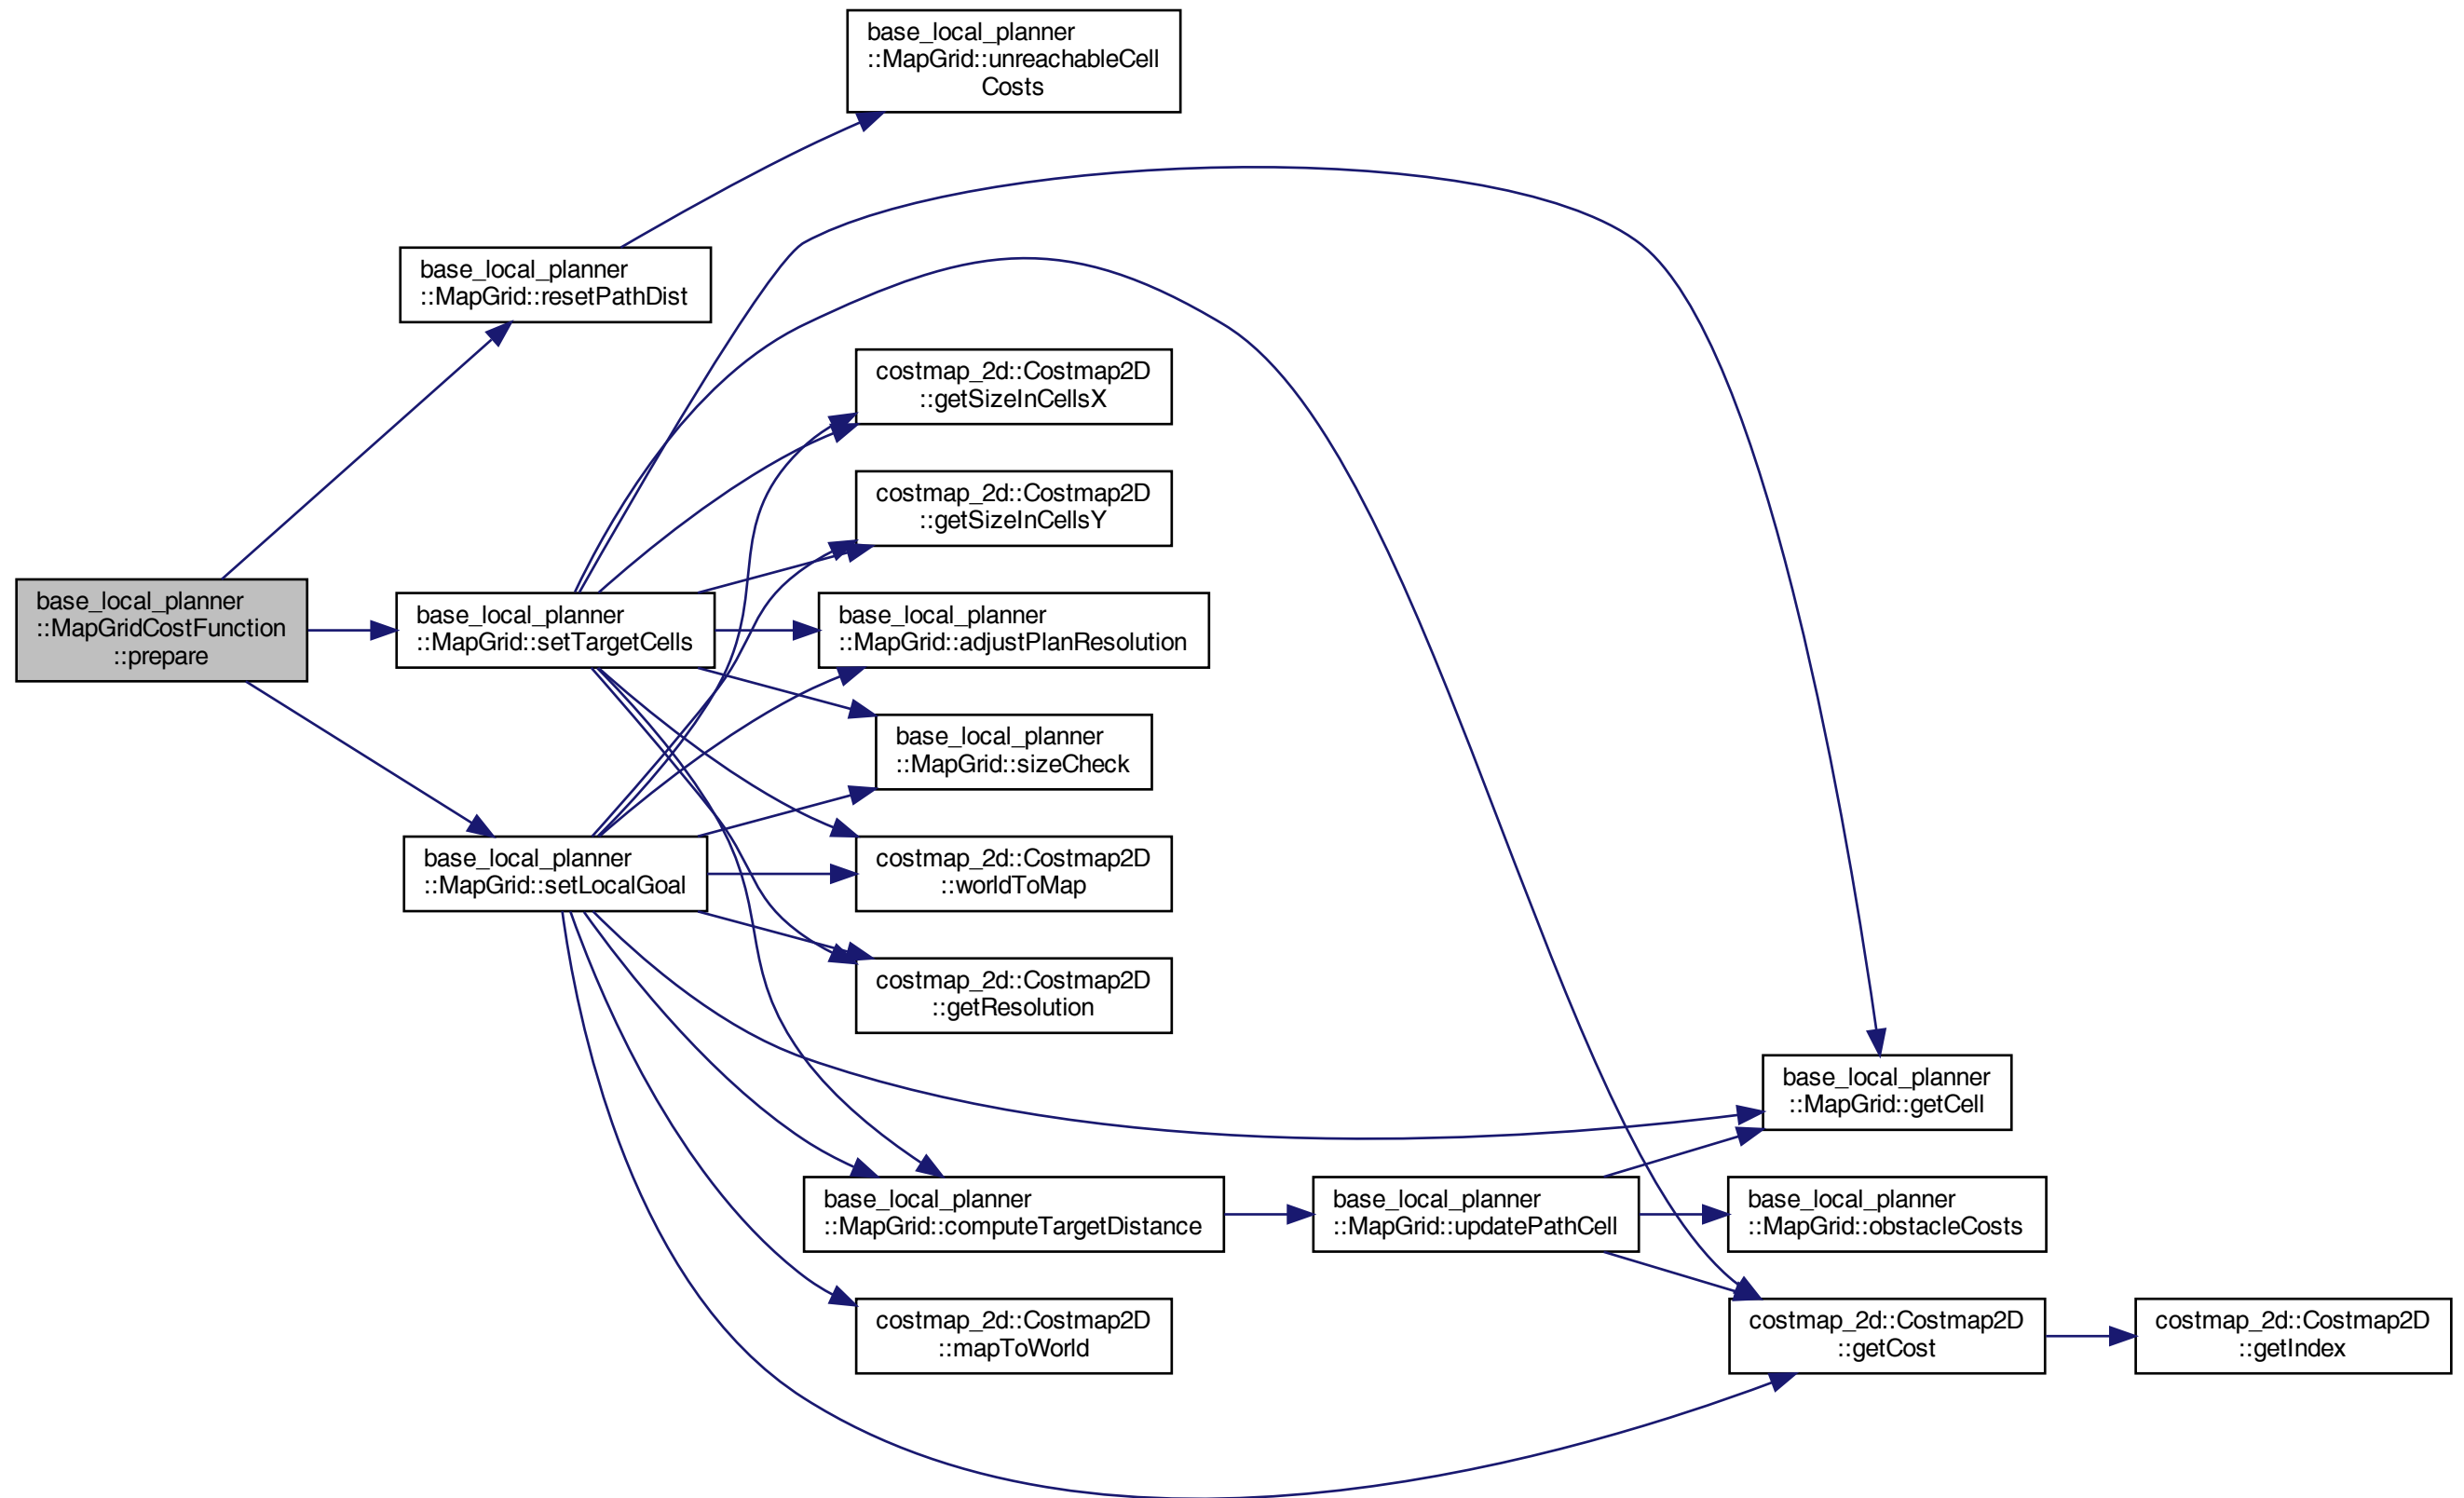 base_local_planner
::MapGrid::unreachableCell
Costs
base_local_planner
::MapGrid::resetPathDist
costmap_2d::Costmap2D
::getSizeInCellsX
costmap_2d::Costmap2D
::getSizeInCellsY
base_local_planner
::MapGridCostFunction
::prepare
base_local_planner
::MapGrid::setTargetCells
base_local_planner
::MapGrid::adjustPlanResolution
base_local_planner
::MapGrid::sizeCheck
base_local_planner
::MapGrid::setLocalGoal
costmap_2d::Costmap2D
::worldToMap
costmap_2d::Costmap2D
::getResolution
base_local_planner
::MapGrid::getCell
base_local_planner
::MapGrid::computeTargetDistance
base_local_planner
::MapGrid::updatePathCell
base_local_planner
::MapGrid::obstacleCosts
costmap_2d::Costmap2D
::mapToWorld
costmap_2d::Costmap2D
::getCost
costmap_2d::Costmap2D
::getIndex